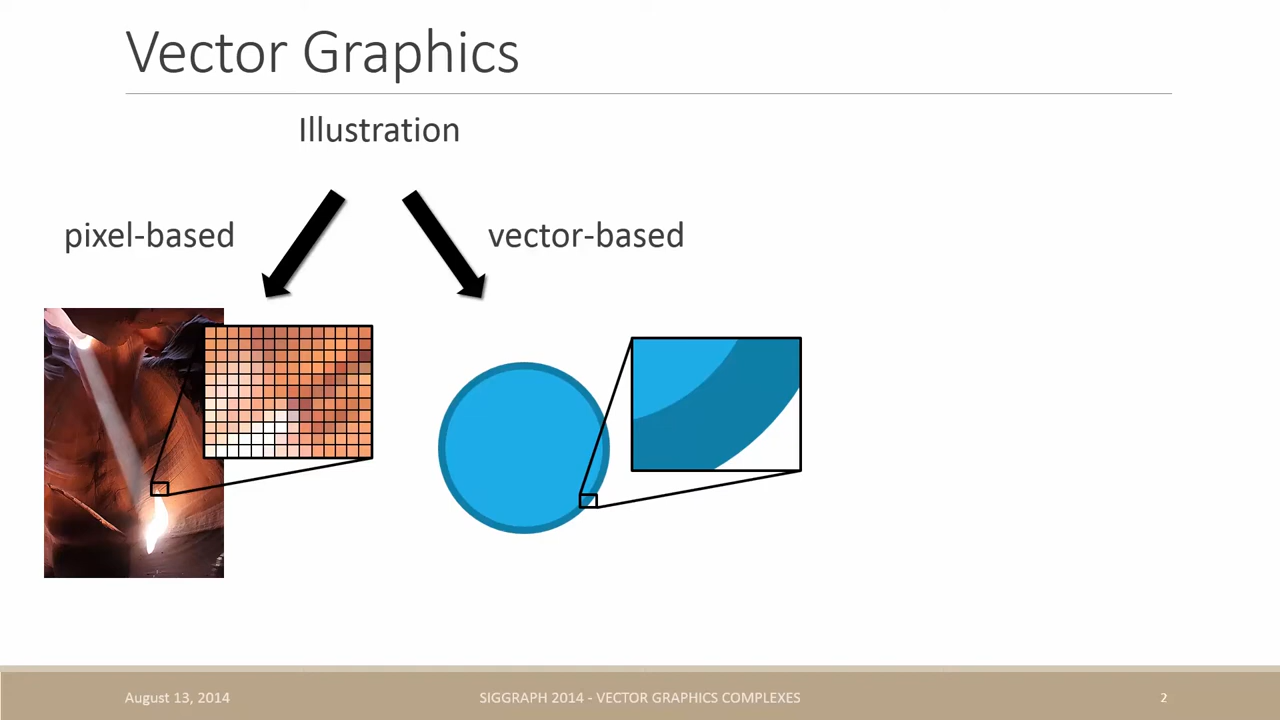 Vector Graphics
Illustration
pixel-based
vector-based
August 13, 2014
SIGGRAPH 2014 - VECTOR GRAPHICS COMPLEXES
2